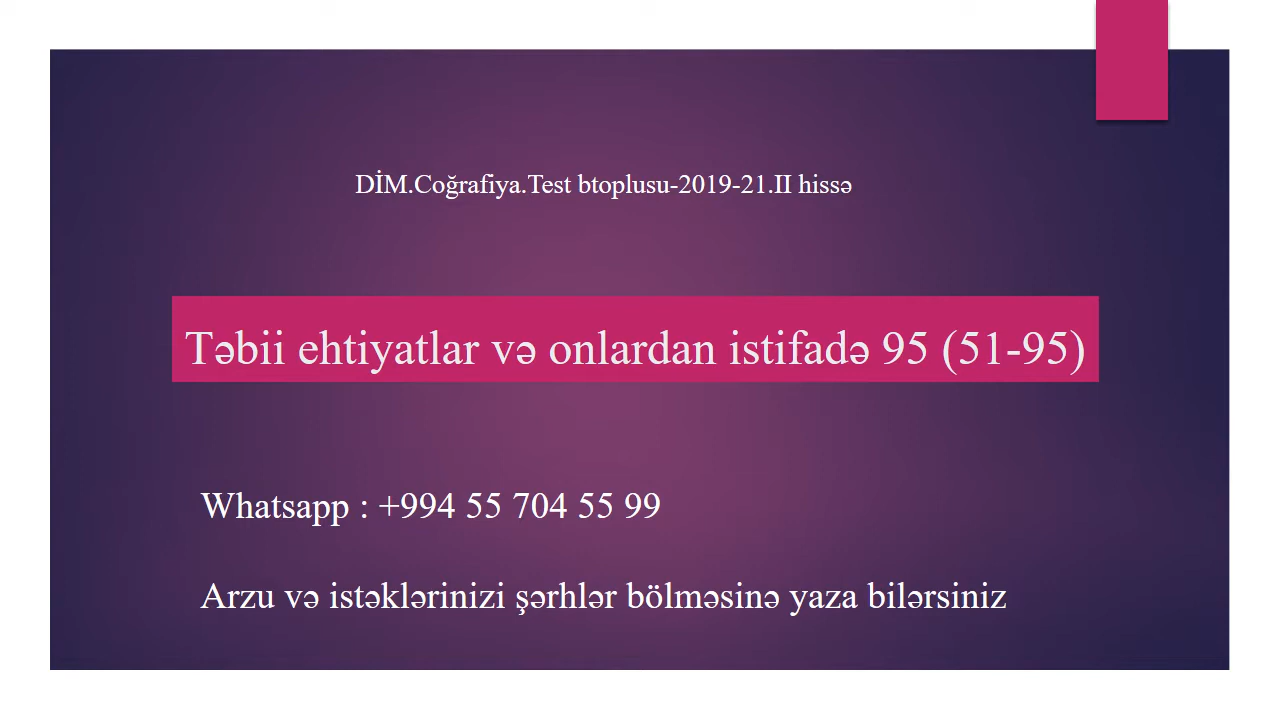 DİM.Coğrafiya.Test btoplusu-2019-21.II hissə
Təbii ehtiyatlar və onlardan istifadə 95 (51-95)
Whatsapp : +994 55 704 55 99
Arzu və istəklərinizi şərhlər bölməsinə yaza bilərsiniz